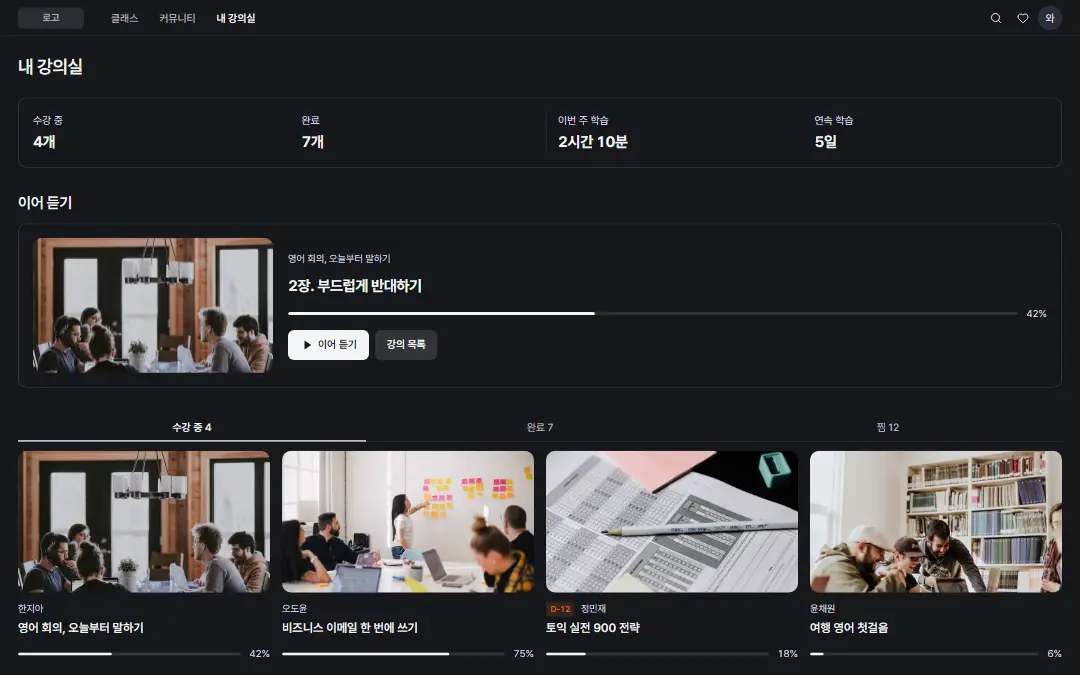 로고
클래스
커뮤니티
내 강의실
와
내 강의실
수강 중
4개
완료
7개
이번 주 학습
2시간 10분
연속 학습
5일
이어 듣기
영어 회의, 오늘부터 말하기
2장. 부드럽게 반대하기
42%
이어 듣기
강의 목록
수강 중 4
완료 7
찜 12
한지아
영어 회의, 오늘부터 말하기
42%
오도윤
비즈니스 이메일 한 번에 쓰기
75%
D-12 정민재
토익 실전 900 전략
18%
윤채원
여행 영어 첫걸음
6%